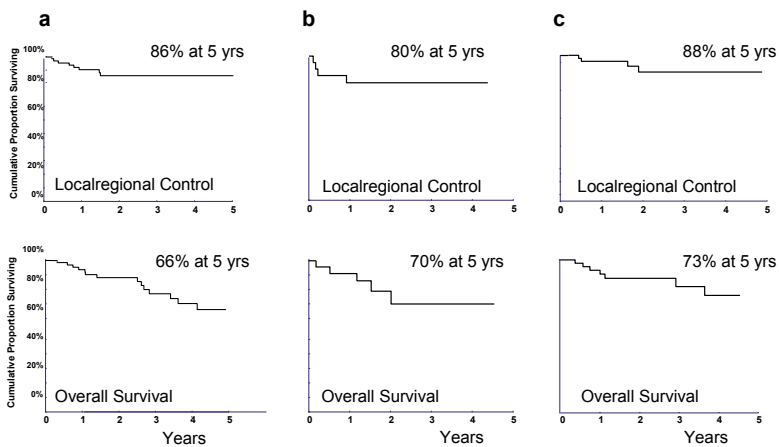 a
b
c
86% at 5 yrs
80% at 5 yrs
88% at 5 yrs
Cumulative Proportion Surviving
100%
80%
60%
40%
20%
0%
Localregional Control
Localregional Control
Localregional Control
0 1 2 3 4 5
0 1 2 3 4 5
0 1 2 3 4 5
66% at 5 yrs
70% at 5 yrs
73% at 5 yrs
Cumulative Proportion Surviving
100%
80%
60%
40%
20%
0%
Overall Survival
Overall Survival
Overall Survival
0 1 2 3 4 5
0 1 2 3 4 5
0 1 2 3 4 5
Years
Years
Years